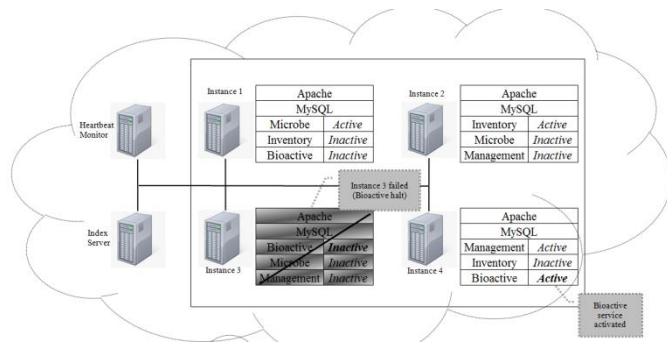 Heartbeat
Monitor
Instance 1
Apache
MySQL
Microbe Active
Inventory Inactive
Bioactive Inactive
Instance 2
Apache
MySQL
Inventory Active
Microbe Inactive
Management Inactive
Instance 3 failed
(Bioactive halt)
Index
Server
Instance 3
Apache
MySQL
Bioactive Inactive
Microbe Inactive
Management Inactive
Instance 4
Apache
MySQL
Management Active
Inventory Inactive
Bioactive Active
Bioactive
service
activated